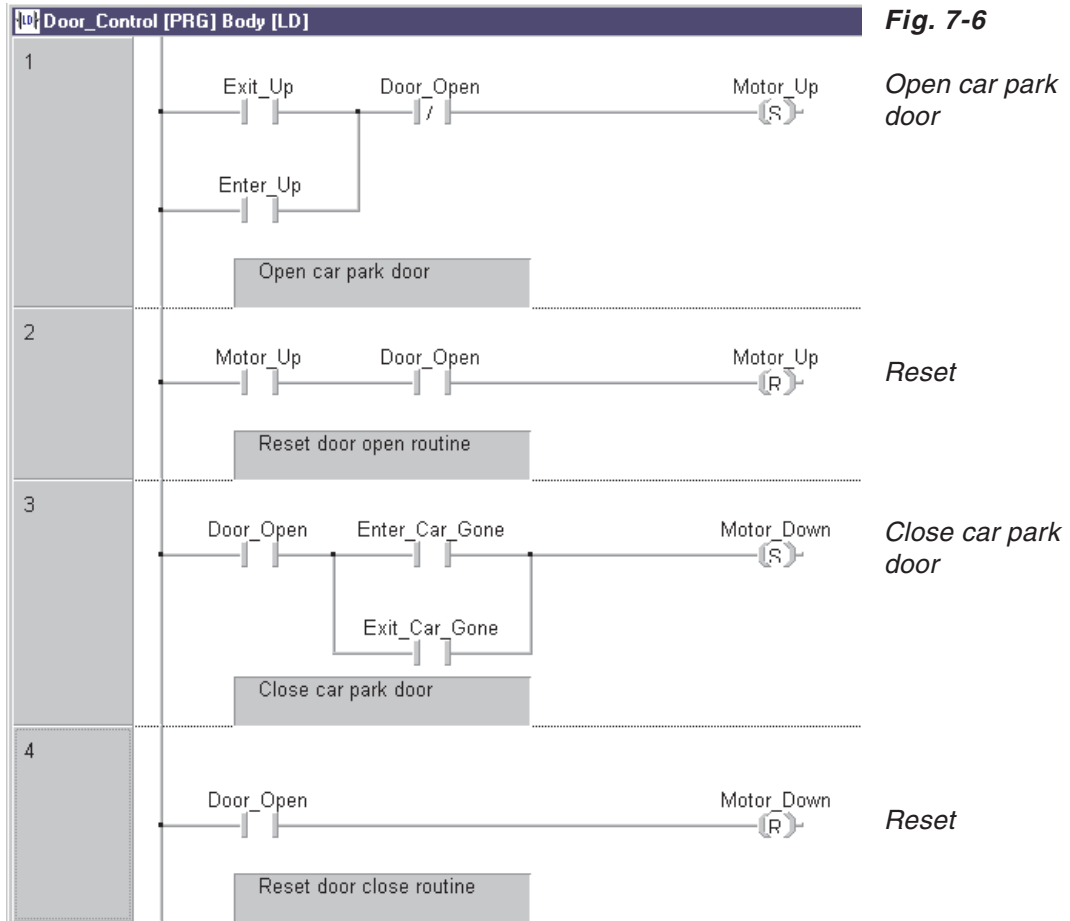 Door_Control [PRG] Body [LD]
Fig. 7-6
1
Exit_Up Door_Open Motor_Up
Open car park
door
/ S
Enter_Up
Open car park door
2
Motor_Up Door_Open Motor_Up
R
Reset
Reset door open routine
3
Door_Open Enter_Car_Gone Motor_Down
S
Close car park
door
Exit_Car_Gone
Close car park door
4
Door_Open Motor_Down
R
Reset
Reset door close routine